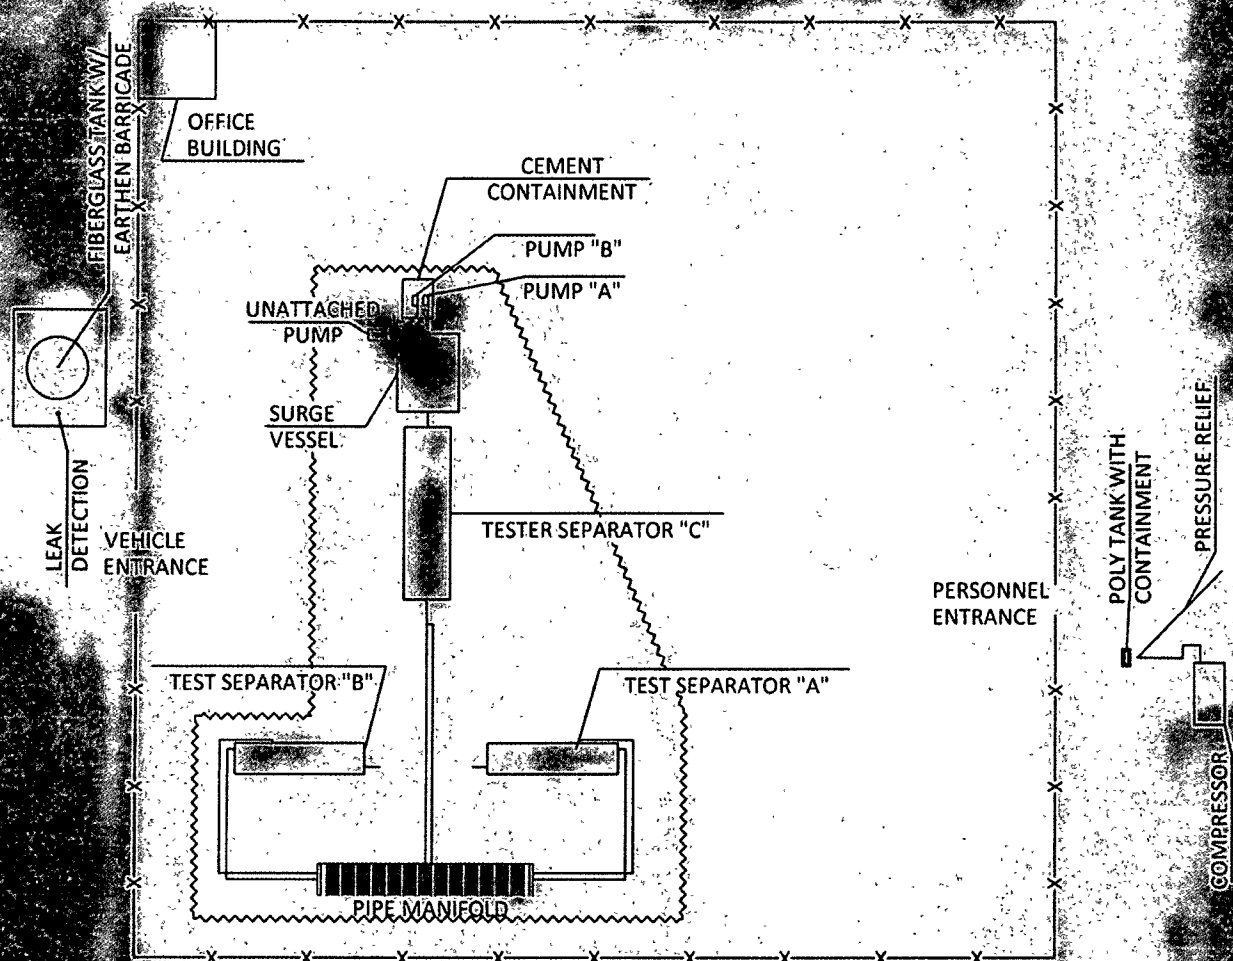 FIBERGLASS TANK W/
EARTHEN BARRICADE
OFFICE
BUILDING
CEMENT
CONTAINMENT
PUMP "B"
PUMP "A"
UNATTACHED
PUMP
SURGE
VESSEL
LEAK
DETECTION
VEHICLE
ENTRANCE
TESTER SEPARATOR "C"
PERSONNEL
ENTRANCE
POLY TANK WITH
CONTAINMENT
PRESSURE RELIEF
TEST SEPARATOR "B"
TEST SEPARATOR "A"
COMPRESSOR
PIPE MANIFOLD